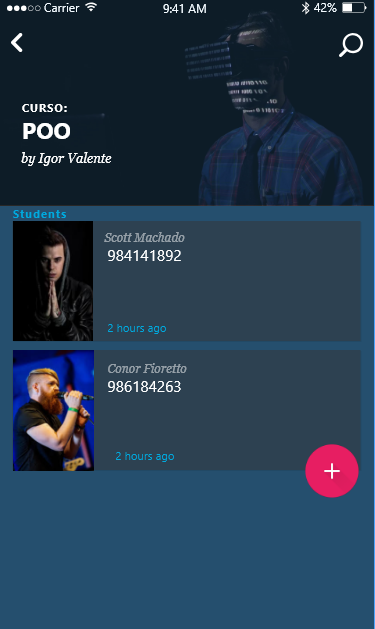 Carrier 9:41 AM 42%
CURSO:
POO
by Igor Valente
Students
Scott Machado
984141892
2 hours ago
Conor Fioretto
986184263
2 hours ago